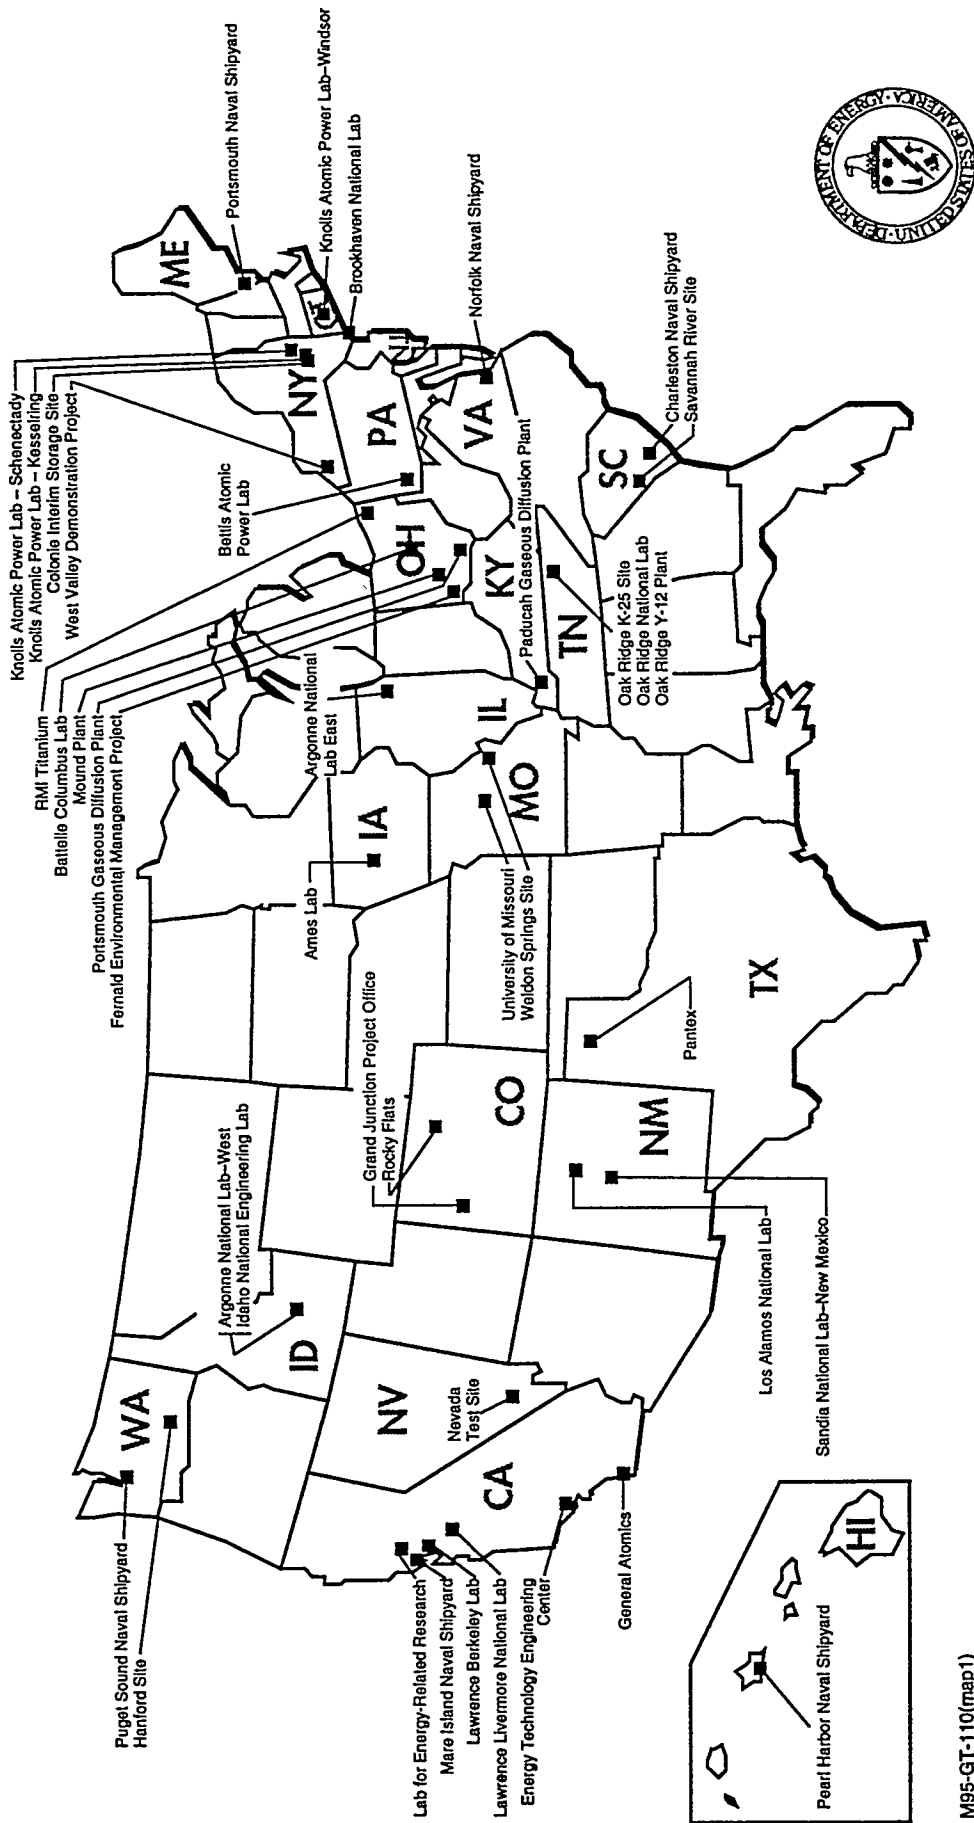 Knolls Atomic Power Lab – Schenectady
Knolls Atomic Power Lab – Kesselring
Colonie Interim Storage Site
West Valley Demonstration Project
RMI Titanium
Battelle Columbus Lab
Mound Plant
Portsmouth Gaseous Diffusion Plant
Fernald Environmental Management Project
Bettis Atomic
Power Lab
Portsmouth Naval Shipyard
Knolls Atomic Power Lab–Windsor
Brookhaven National Lab
Norfolk Naval Shipyard
Charleston Naval Shipyard
Savannah River Site
Puget Sound Naval Shipyard
Hanford Site
Argonne National Lab–West
Idaho National Engineering Lab
Grand Junction Project Office
Rocky Flats
Ames Lab
Argonne National
Lab East
Paducah Gaseous Diffusion Plant
Oak Ridge K-25 Site
Oak Ridge National Lab
Oak Ridge Y-12 Plant
University of Missouri
Weldon Springs Site
Pantex
Nevada
Test Site
Lab for Energy-Related Research
Mare Island Naval Shipyard
Lawrence Berkeley Lab
Lawrence Livermore National Lab
Energy Technology Engineering
Center
General Atomics
Los Alamos National Lab
Sandia National Lab–New Mexico
Pearl Harbor Naval Shipyard
WA
ID
NV
CA
CO
NM
TX
IA
MO
IL
OH
KY
TN
PA
NY
ME
VA
SC
HI
DEPARTMENT OF ENERGY
UNITED STATES OF AMERICA
M95-GT-110(map1)